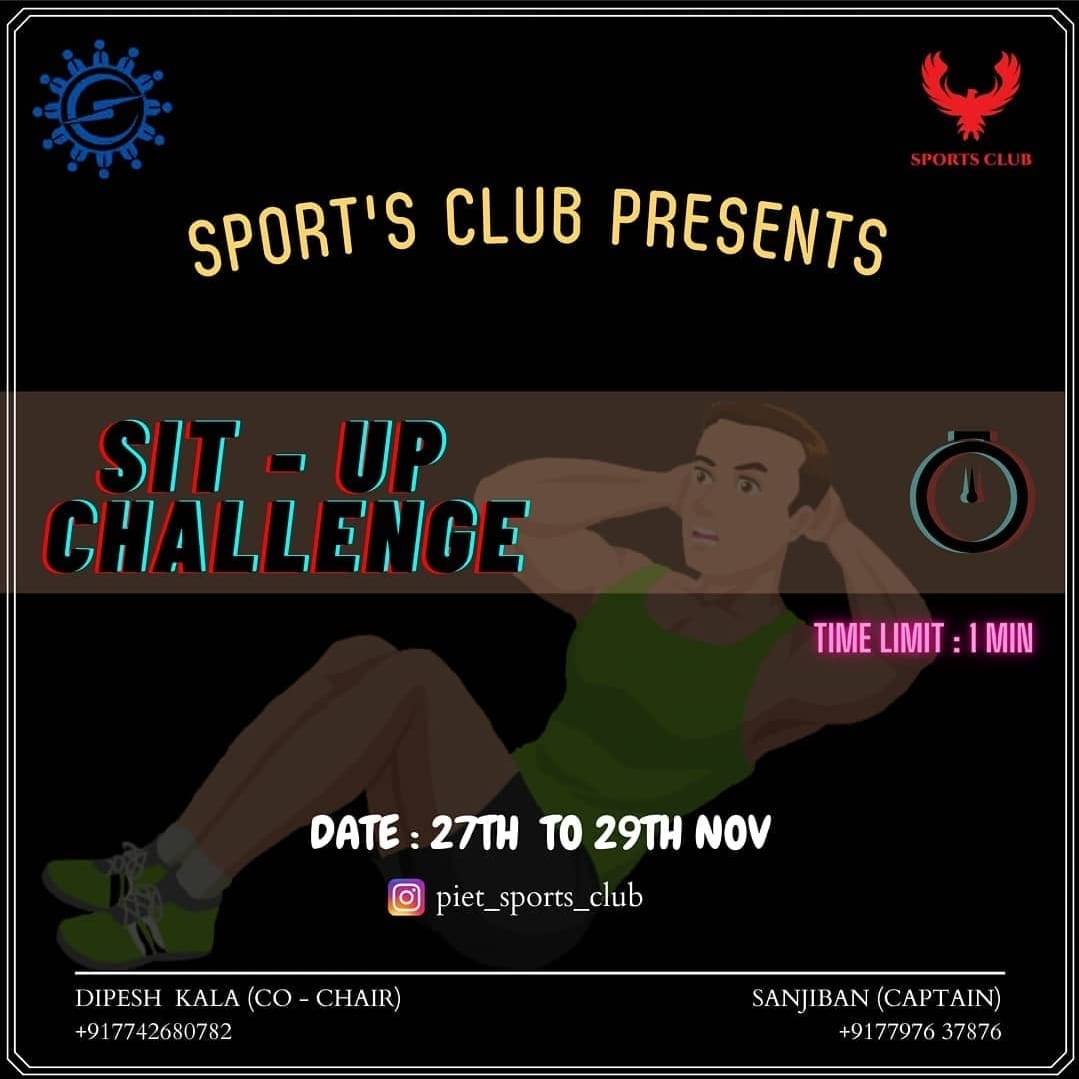 SPORTS CLUB
SPORT'S CLUB PRESENTS
SIT - UP
CHALLENGE
TIME LIMIT : 1 MIN
DATE : 27TH TO 29TH NOV
piet_sports_club
DIPESH KALA (CO - CHAIR)
+917742680782
SANJIBAN (CAPTAIN)
+9177976 37876